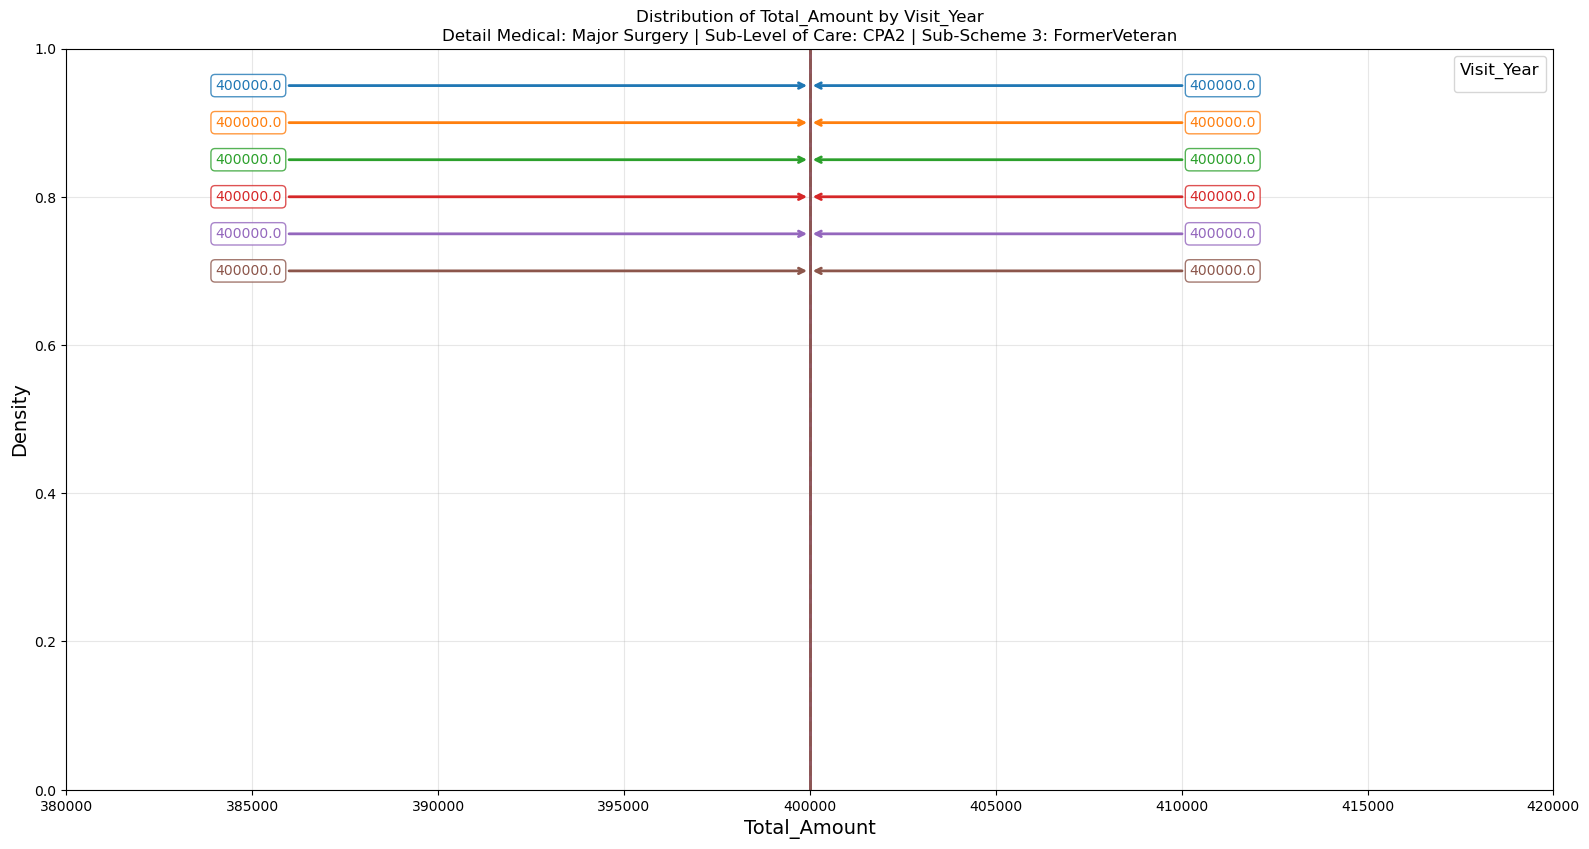 Distribution of Total_Amount by Visit_Year
Detail Medical: Major Surgery | Sub-Level of Care: CPA2 | Sub-Scheme 3: FormerVeteran
Visit_Year
400000.0 400000.0
400000.0 400000.0
400000.0 400000.0
400000.0 400000.0
400000.0 400000.0
400000.0 400000.0
Density
1.0
0.8
0.6
0.4
0.2
0.0
380000 385000 390000 395000 400000 405000 410000 415000 420000
Total_Amount